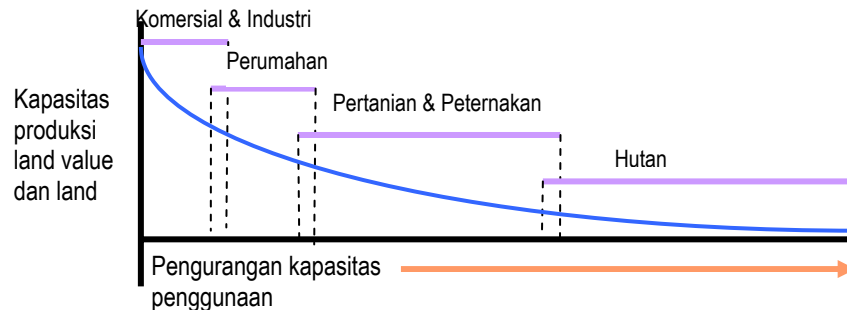 Komersial & Industri
Perumahan
Pertanian & Peternakan
Hutan
Kapasitas
produksi
land value
dan land
Pengurangan kapasitas
penggunaan